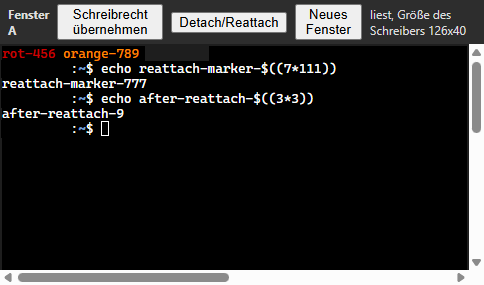 Fenster A
Schreibrecht übernehmen
Detach/Reattach
Neues Fenster
liest, Größe des Schreibers 126x40
rot-456 orange-789
:~$ echo reattach-marker-$((7*111))
reattach-marker-777
:~$ echo after-reattach-$((3*3))
after-reattach-9
:~$